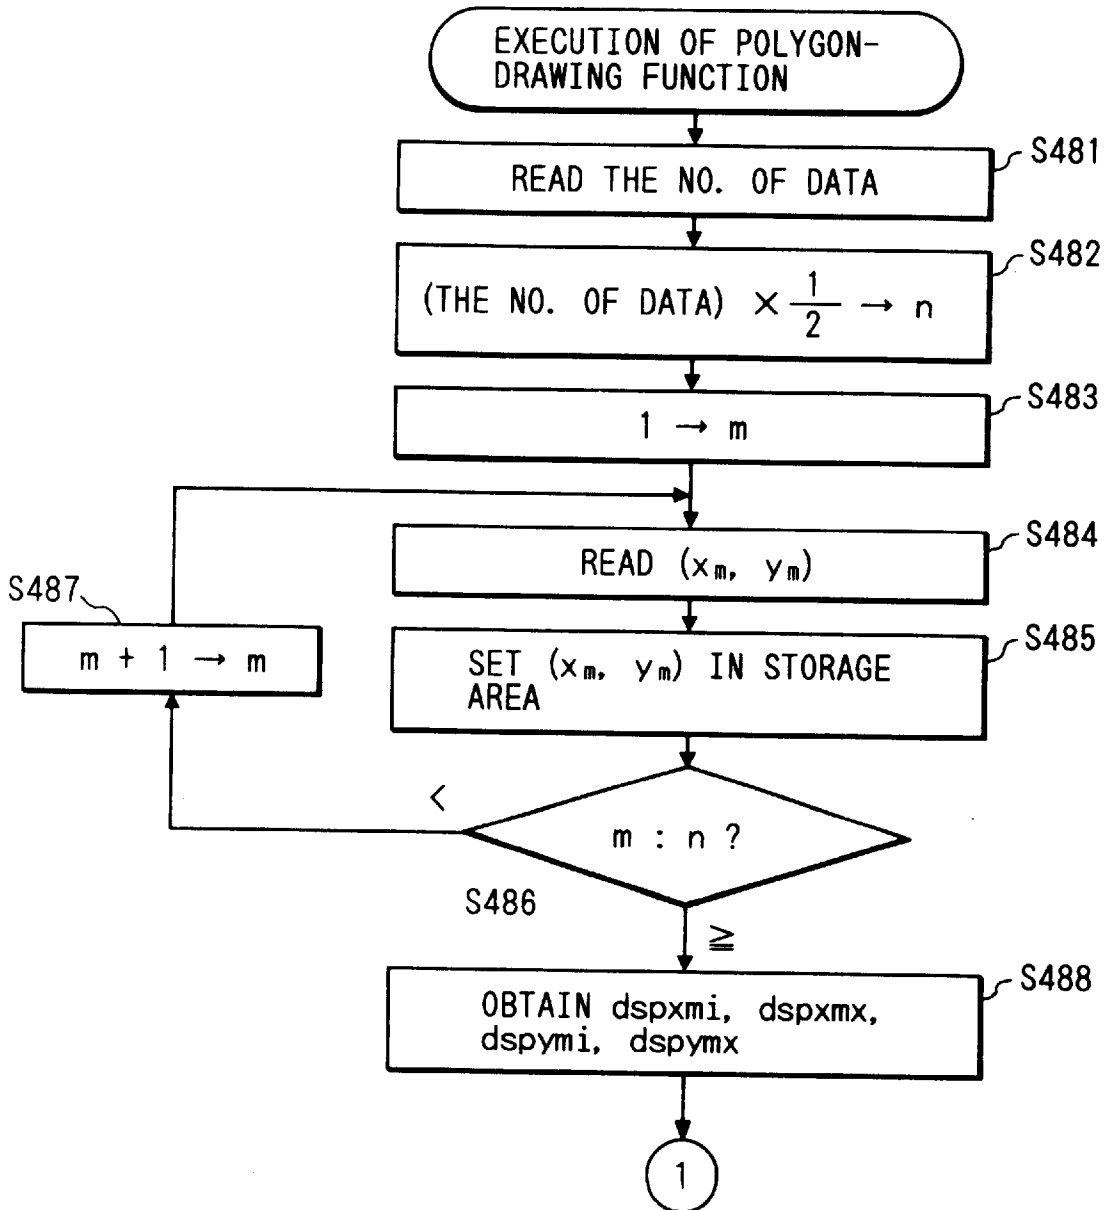 EXECUTION OF POLYGON-
DRAWING FUNCTION
S481
READ THE NO. OF DATA
S482
(THE NO. OF DATA) × 1/2 → n
S483
1 → m
S484
READ (xₘ, yₘ)
S487
m + 1 → m
S485
SET (xₘ, yₘ) IN STORAGE
AREA
<
m : n ?
S486
≧
S488
OBTAIN dspxmi, dspxmx,
dspymi, dspymx
1